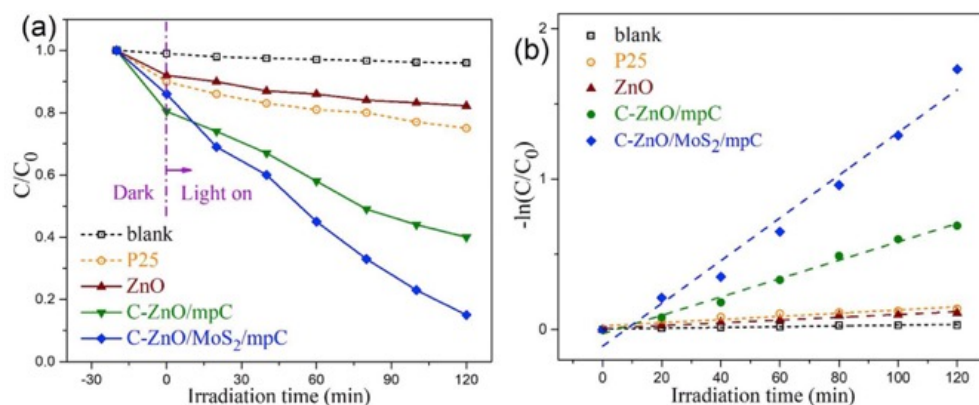 (a)
1.0
0.8
0.6
0.4
0.2
0.0
C/C₀
Dark
Light on
blank
P25
ZnO
C-ZnO/mpC
C-ZnO/MoS₂/mpC
-30
0
30
60
90
120
Irradiation time (min)
(b)
-2
1
0
-ln(C/C₀)
blank
P25
ZnO
C-ZnO/mpC
C-ZnO/MoS₂/mpC
0
20
40
60
80
100
120
Irradiation time (min)